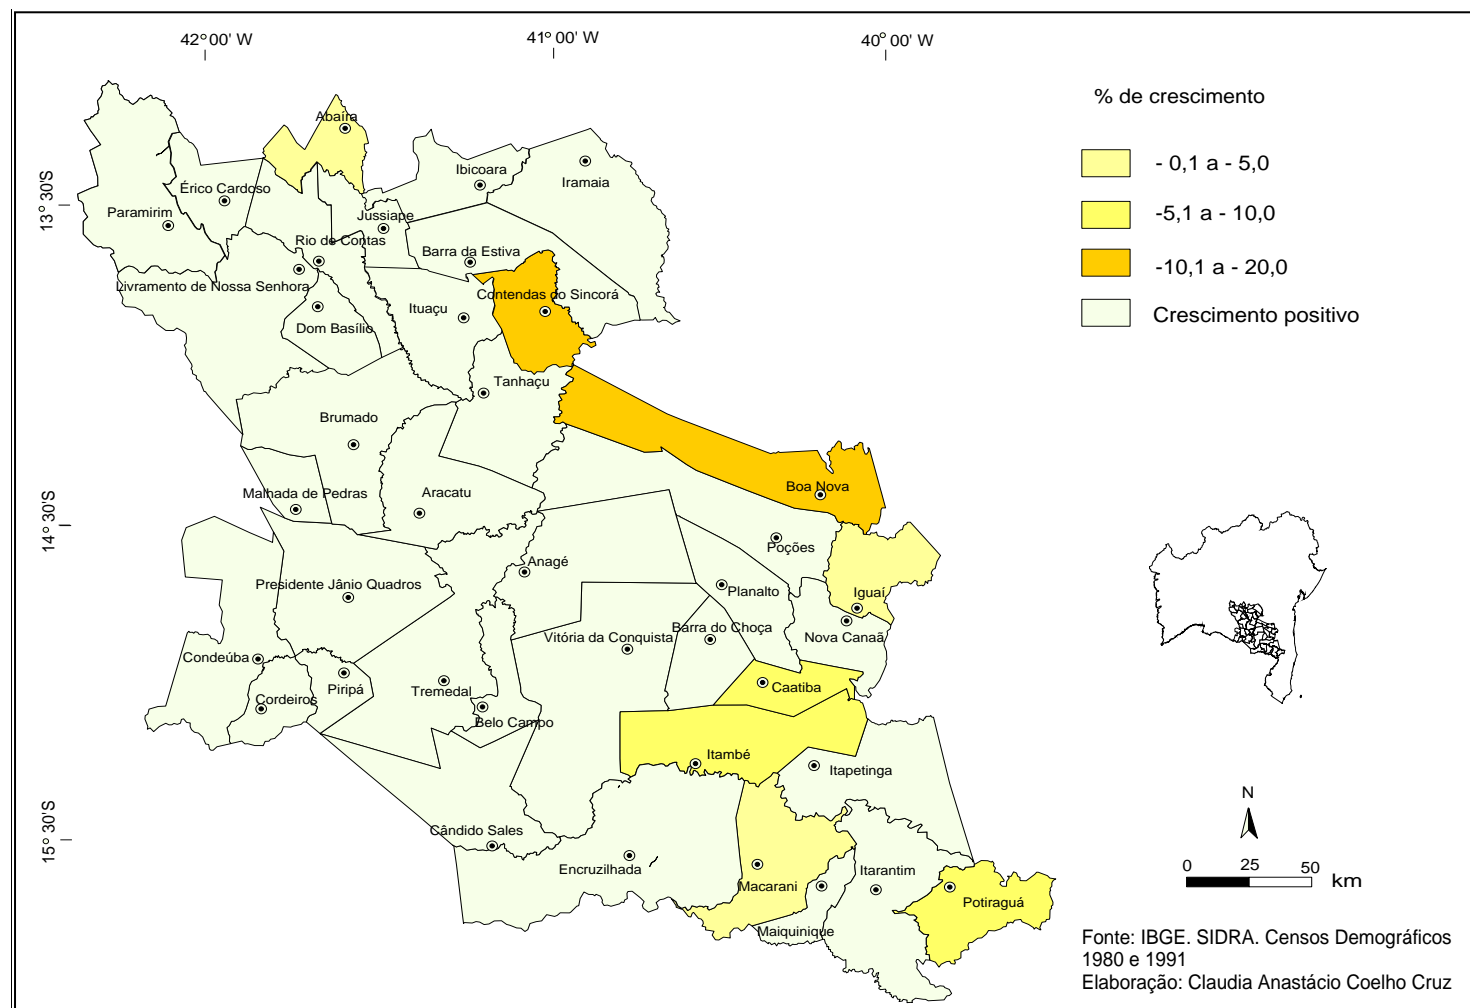 42° 00' W
41° 00' W
40° 00' W
% de crescimento
Abaíra
- 0,1 a - 5,0
Ibicoara
Iramaia
Érico Cardoso
13° 30'S
Paramirim
Jussiape
-5,1 a - 10,0
Rio de Contas
Barra da Estiva
-10,1 a - 20,0
Livramento de Nossa Senhora
Contendas do Sincorá
Ituaçu
Crescimento positivo
Dom Basílio
Tanhaçu
Brumado
Malhada de Pedras
Aracatu
Boa Nova
14° 30'S
Poções
Anagé
Presidente Jânio Quadros
Planalto
Iguaí
Barra do Choça
Vitória da Conquista
Nova Canaã
Condeúba
Piripá
Tremedal
Caatiba
Cordeiros
Belo Campo
Itambé
Itapetinga
N
15° 30'S
Cândido Sales
Encruzilhada
Macarani
Itarantim
0 25 50
km
Potiraguá
Maiquinique
Fonte: IBGE. SIDRA. Censos Demográficos
1980 e 1991
Elaboração: Claudia Anastácio Coelho Cruz